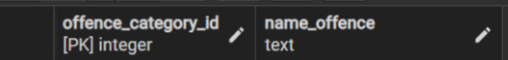 offence_category_id name_offence
[PK] integer text